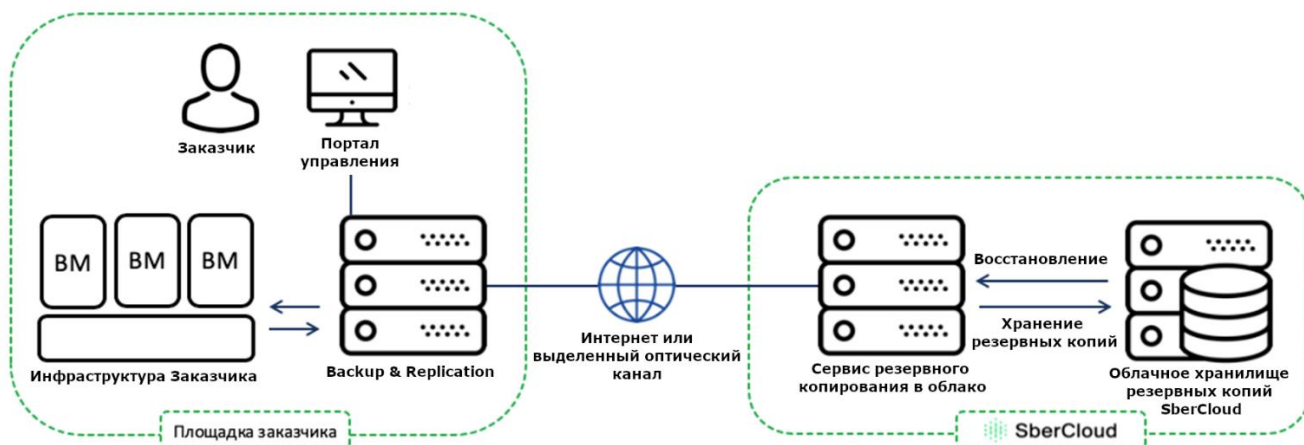 Заказчик
Портал
управления
ВМ
ВМ
ВМ
Инфраструктура Заказчика
Backup & Replication
Площадка заказчика
Интернет или
выделенный оптический
канал
Сервис резервного
копирования в облако
Восстановление
Хранение
резервных копий
Облачное хранилище
резервных копий
SberCloud
SberCloud